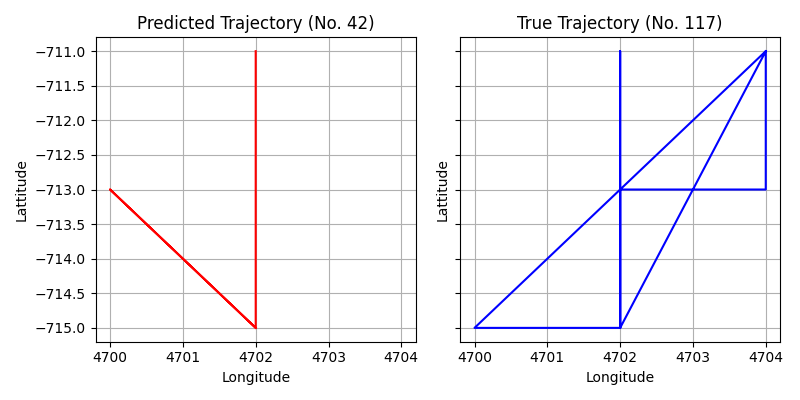 Predicted Trajectory (No. 42)
True Trajectory (No. 117)
Lattitude
−711.0
−711.5
−712.0
−712.5
−713.0
−713.5
−714.0
−714.5
−715.0
4700 4701 4702 4703 4704
Longitude
Lattitude
4700 4701 4702 4703 4704
Longitude